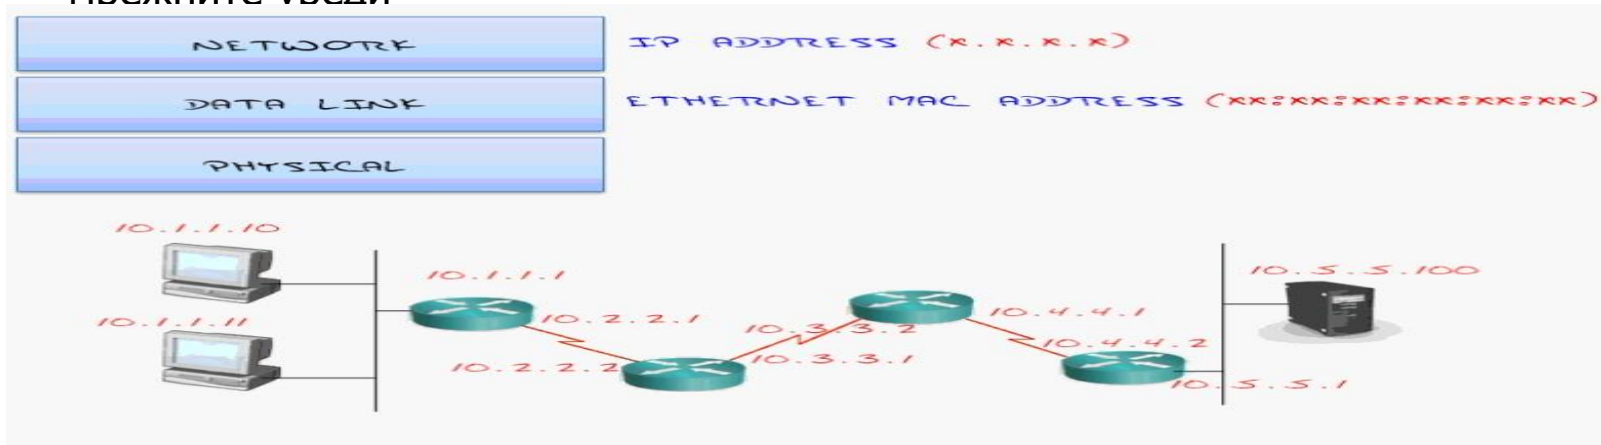 Мрежните уреди
NETWORK
IP ADDRESS (x.x.x.x)
DATA LINK
ETHERNET MAC ADDRESS (xx:xx:xx:xx:xx:xx)
PHYSICAL
10.1.1.10
10.1.1.1
10.5.5.100
10.1.1.11
10.2.2.1
10.3.3.2
10.4.4.1
10.2.2.2
10.3.3.1
10.4.4.2
10.5.5.1